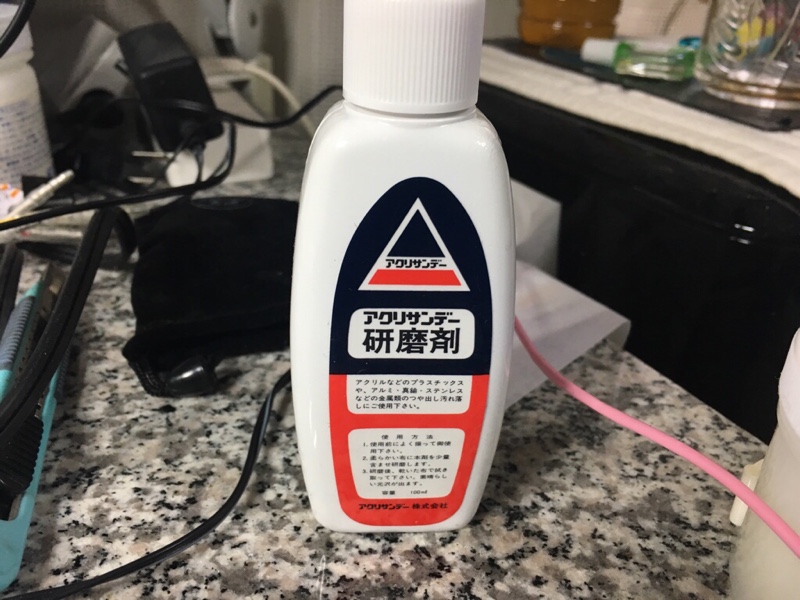 アクリサンデー
アクリサンデー
研磨剤
アクリルなどのプラスチックス
や、アルミ・真鍮・ステンレス
などの金属類のつや出し汚れ落
しにご使用下さい。
使用方法
1.使用前によく振って御使
用下さい。
2.柔らかい布に本剤を少量
含ませ研磨します。
3.研磨後、乾いた布で拭き
取って下さい。素晴らし
い光沢が出ます。
容量 100mℓ
アクリサンデー株式会社